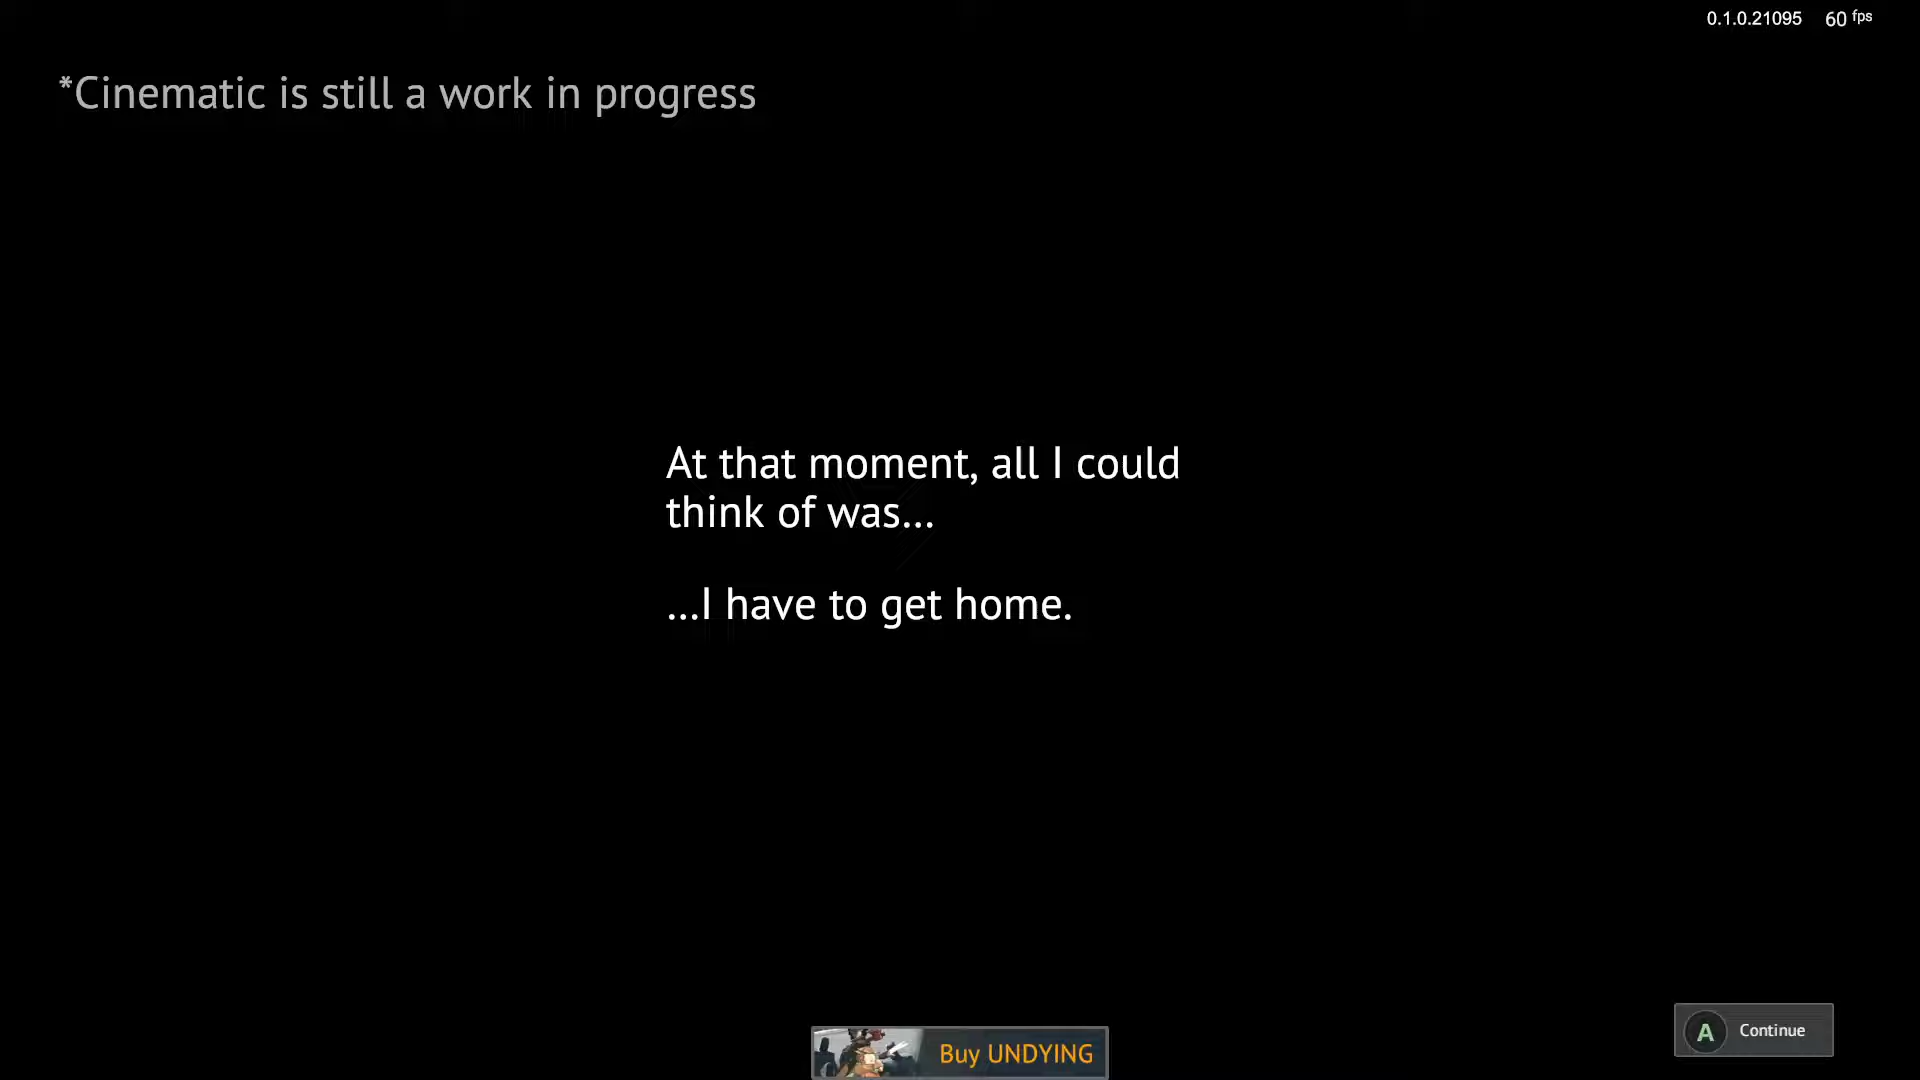 0.1.0.21095 60 fps
*Cinematic is still a work in progress
At that moment, all I could
think of was...
...I have to get home.
A Continue
Buy UNDYING